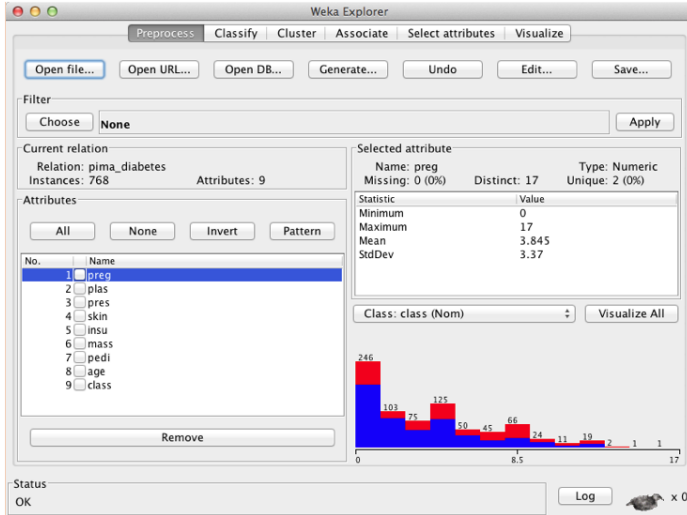 Weka Explorer
Preprocess Classify Cluster Associate Select attributes Visualize
Open file... Open URL... Open DB... Generate... Undo Edit... Save...
Filter
Choose None Apply
Current relation
Relation: pima_diabetes
Instances: 768 Attributes: 9
Attributes
All None Invert Pattern
No. Name
1 preg
2 plas
3 pres
4 skin
5 insu
6 mass
7 pedi
8 age
9 class
Remove
Selected attribute
Name: preg Type: Numeric
Missing: 0 (0%) Distinct: 17 Unique: 2 (0%)
Statistic Value
Minimum 0
Maximum 17
Mean 3.845
StdDev 3.37
Class: class (Nom) Visualize All
246 103 75 125 50 45 66 24 11 19 2 1 1
0 8.5 17
Status
OK
Log x 0